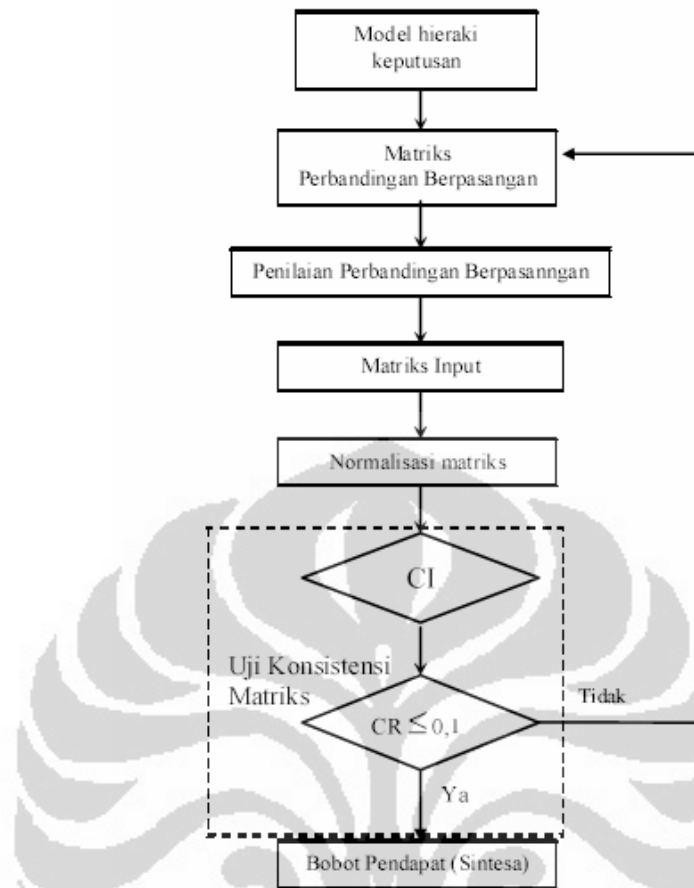 Model hieraki
keputusan
Matriks
Perbandingan Berpasangan
Penilaian Perbandingan Berpasanngan
Matriks Input
Normalisasi matriks
CI
Uji Konsistensi
Matriks
CR ≤ 0,1
Tidak
Ya
Bobot Pendapat (Sintesa)